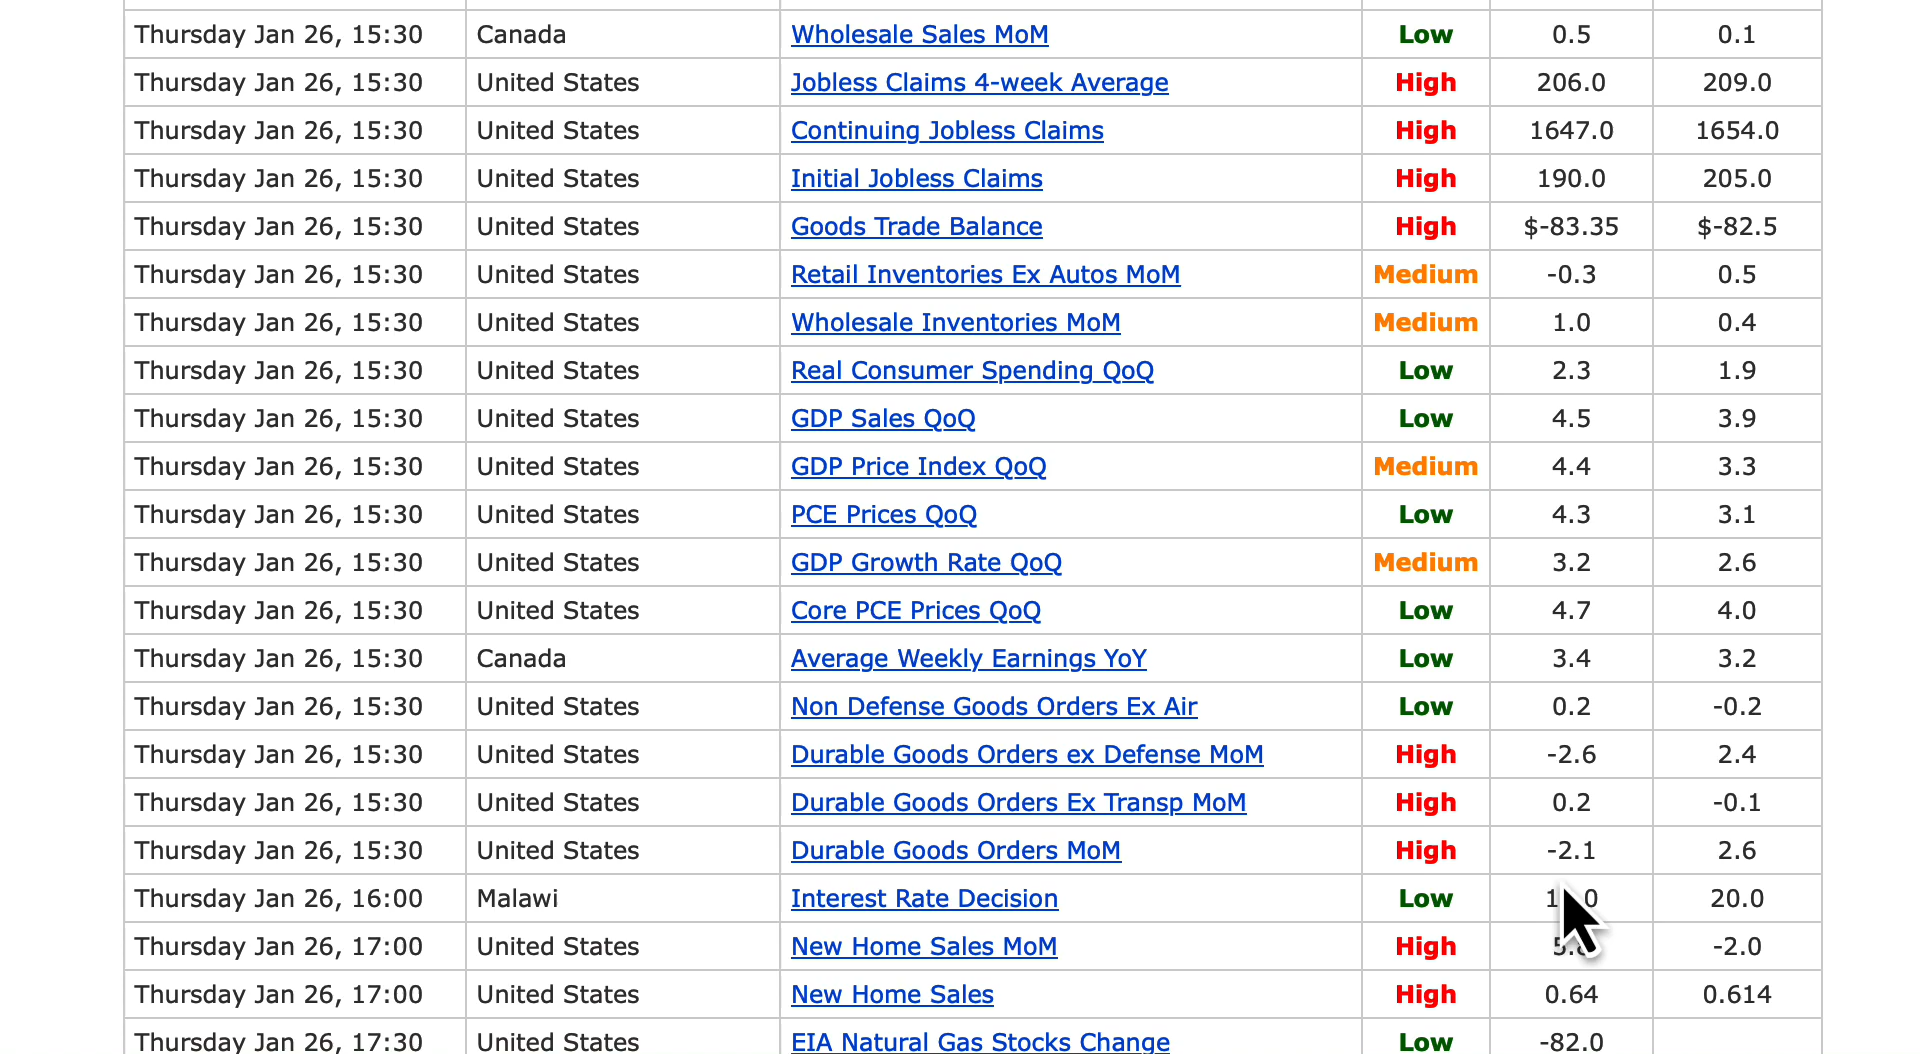 Thursday Jan 26, 15:30 Canada Wholesale Sales MoM Low 0.5 0.1
Thursday Jan 26, 15:30 United States Jobless Claims 4-week Average High 206.0 209.0
Thursday Jan 26, 15:30 United States Continuing Jobless Claims High 1647.0 1654.0
Thursday Jan 26, 15:30 United States Initial Jobless Claims High 190.0 205.0
Thursday Jan 26, 15:30 United States Goods Trade Balance High $-83.35 $-82.5
Thursday Jan 26, 15:30 United States Retail Inventories Ex Autos MoM Medium -0.3 0.5
Thursday Jan 26, 15:30 United States Wholesale Inventories MoM Medium 1.0 0.4
Thursday Jan 26, 15:30 United States Real Consumer Spending QoQ Low 2.3 1.9
Thursday Jan 26, 15:30 United States GDP Sales QoQ Low 4.5 3.9
Thursday Jan 26, 15:30 United States GDP Price Index QoQ Medium 4.4 3.3
Thursday Jan 26, 15:30 United States PCE Prices QoQ Low 4.3 3.1
Thursday Jan 26, 15:30 United States GDP Growth Rate QoQ Medium 3.2 2.6
Thursday Jan 26, 15:30 United States Core PCE Prices QoQ Low 4.7 4.0
Thursday Jan 26, 15:30 Canada Average Weekly Earnings YoY Low 3.4 3.2
Thursday Jan 26, 15:30 United States Non Defense Goods Orders Ex Air Low 0.2 -0.2
Thursday Jan 26, 15:30 United States Durable Goods Orders ex Defense MoM High -2.6 2.4
Thursday Jan 26, 15:30 United States Durable Goods Orders Ex Transp MoM High 0.2 -0.1
Thursday Jan 26, 15:30 United States Durable Goods Orders MoM High -2.1 2.6
Thursday Jan 26, 16:00 Malawi Interest Rate Decision Low 20.0
Thursday Jan 26, 17:00 United States New Home Sales MoM High -2.0
Thursday Jan 26, 17:00 United States New Home Sales High 0.64 0.614
Thursday Jan 26, 17:30 United States EIA Natural Gas Stocks Change Low -82.0